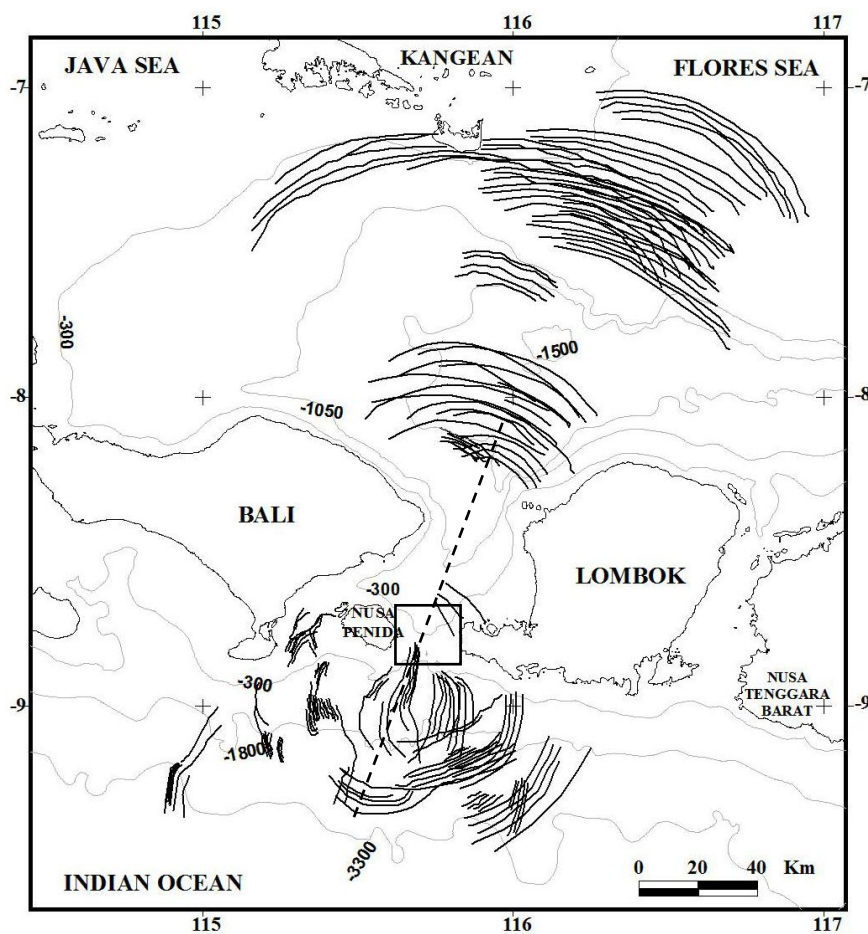 115 116 117
JAVA SEA KANGEAN FLORES SEA
-7 -7
-300
-1500
-8 -8
-1050
BALI
LOMBOK
-300
NUSA
PENIDA
NUSA
TENGGARA
BARAT
-300
-9 -9
-1800
-3300
0 20 40 Km
INDIAN OCEAN
115 116 117